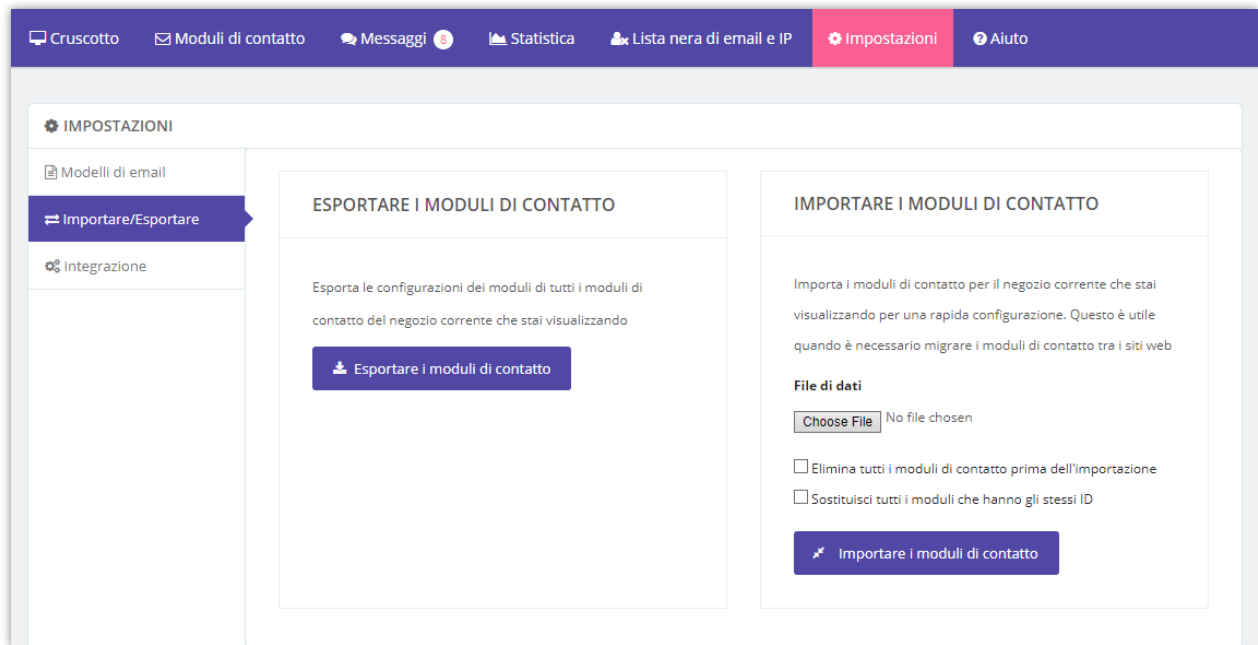 Cruscotto Moduli di contatto Messaggi 8 Statistica Lista nera di email e IP Impostazioni Aiuto
IMPOSTAZIONI
Modelli di email
Importare/Esportare
Integrazione
ESPORTARE I MODULI DI CONTATTO
Esporta le configurazioni dei moduli di tutti i moduli di
contatto del negozio corrente che stai visualizzando
Esportare i moduli di contatto
IMPORTARE I MODULI DI CONTATTO
Importa i moduli di contatto per il negozio corrente che stai
visualizzando per una rapida configurazione. Questo è utile
quando è necessario migrare i moduli di contatto tra i siti web
File di dati
Choose File No file chosen
Elimina tutti i moduli di contatto prima dell'importazione
Sostituisci tutti i moduli che hanno gli stessi ID
Importare i moduli di contatto